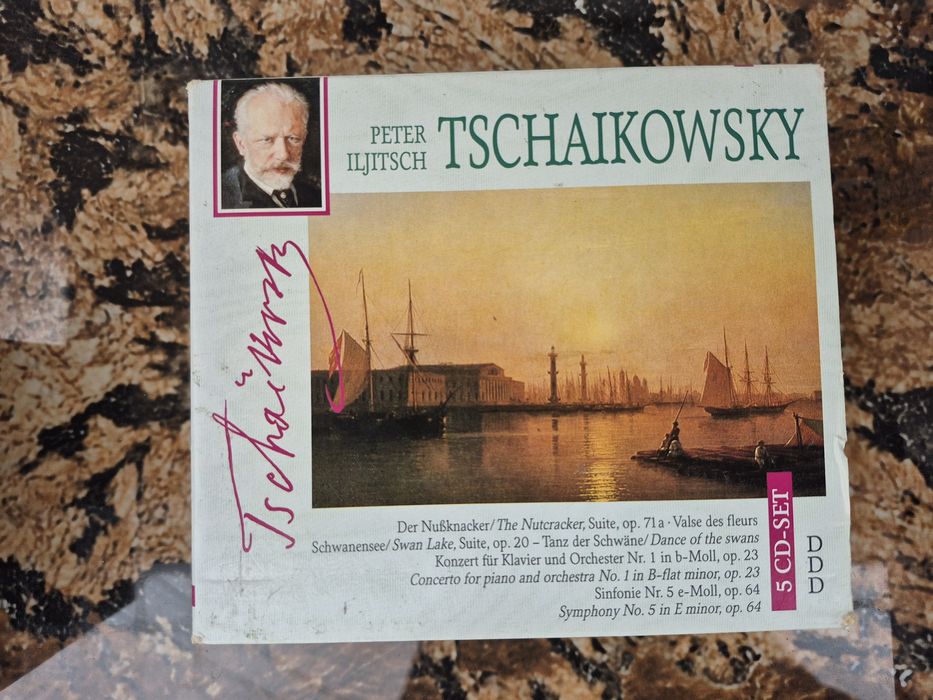 PETER
ILJITSCH
TSCHAIKOWSKY
Tschaikovsky
Der Nußknacker/The Nutcracker, Suite, op. 71 a · Valse des fleurs
Schwanensee/Swan Lake, Suite, op. 20 – Tanz der Schwäne/Dance of the swans
Konzert für Klavier und Orchester Nr. 1 in b-Moll, op. 23
Concerto for piano and orchestra No. 1 in B-flat minor, op. 23
Sinfonie Nr. 5 e-Moll, op. 64
Symphony No. 5 in E minor, op. 64
5 CD-SET
D
D
D